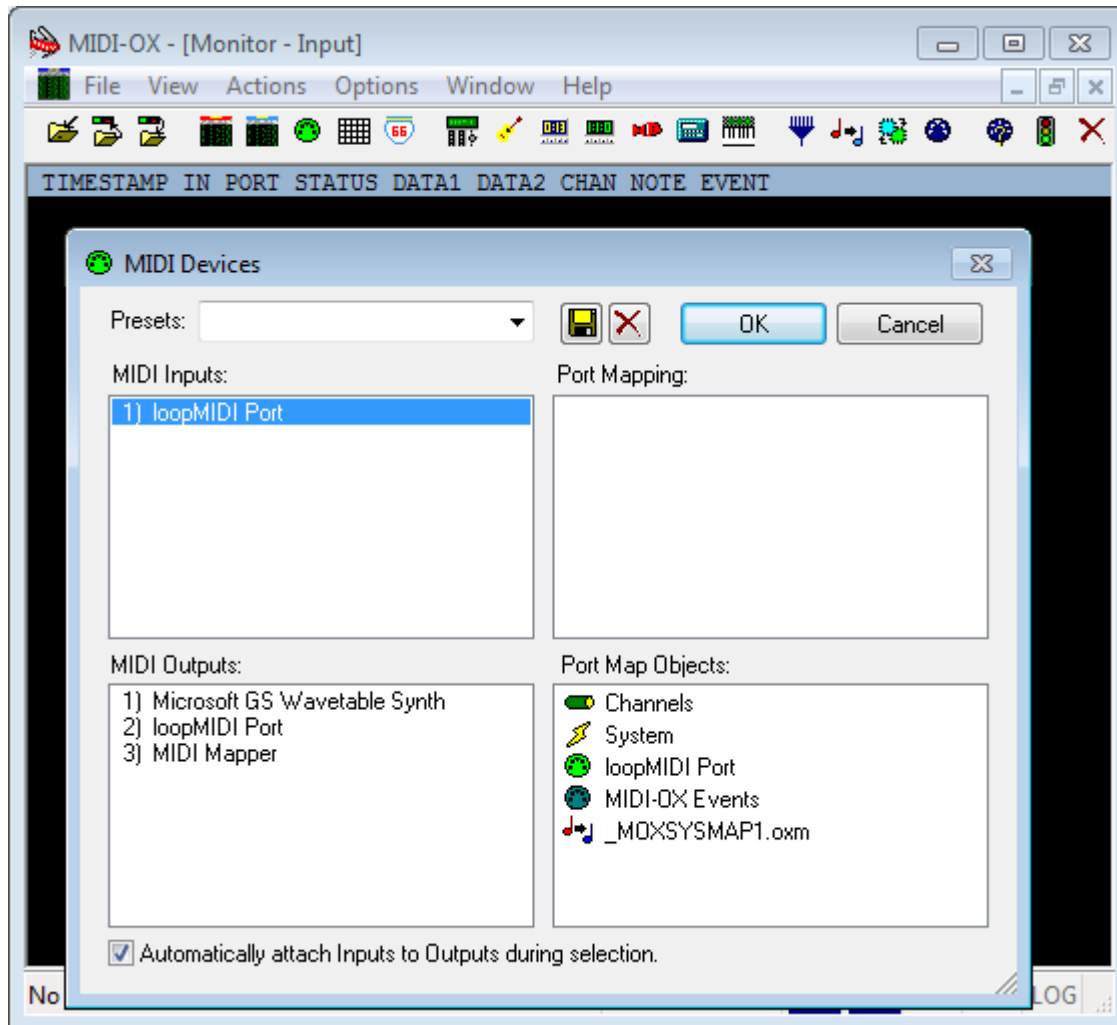 MIDI-OX - [Monitor - Input]
File View Actions Options Window Help
66
TIMESTAMP IN PORT STATUS DATA1 DATA2 CHAN NOTE EVENT
MIDI Devices
Presets:
OK
Cancel
MIDI Inputs:
1) loopMIDI Port
Port Mapping:
MIDI Outputs:
1) Microsoft GS Wavetable Synth
2) loopMIDI Port
3) MIDI Mapper
Port Map Objects:
Channels
System
loopMIDI Port
MIDI-OX Events
_MOXSYSMAP1.oxm
Automatically attach Inputs to Outputs during selection.
No
LOG